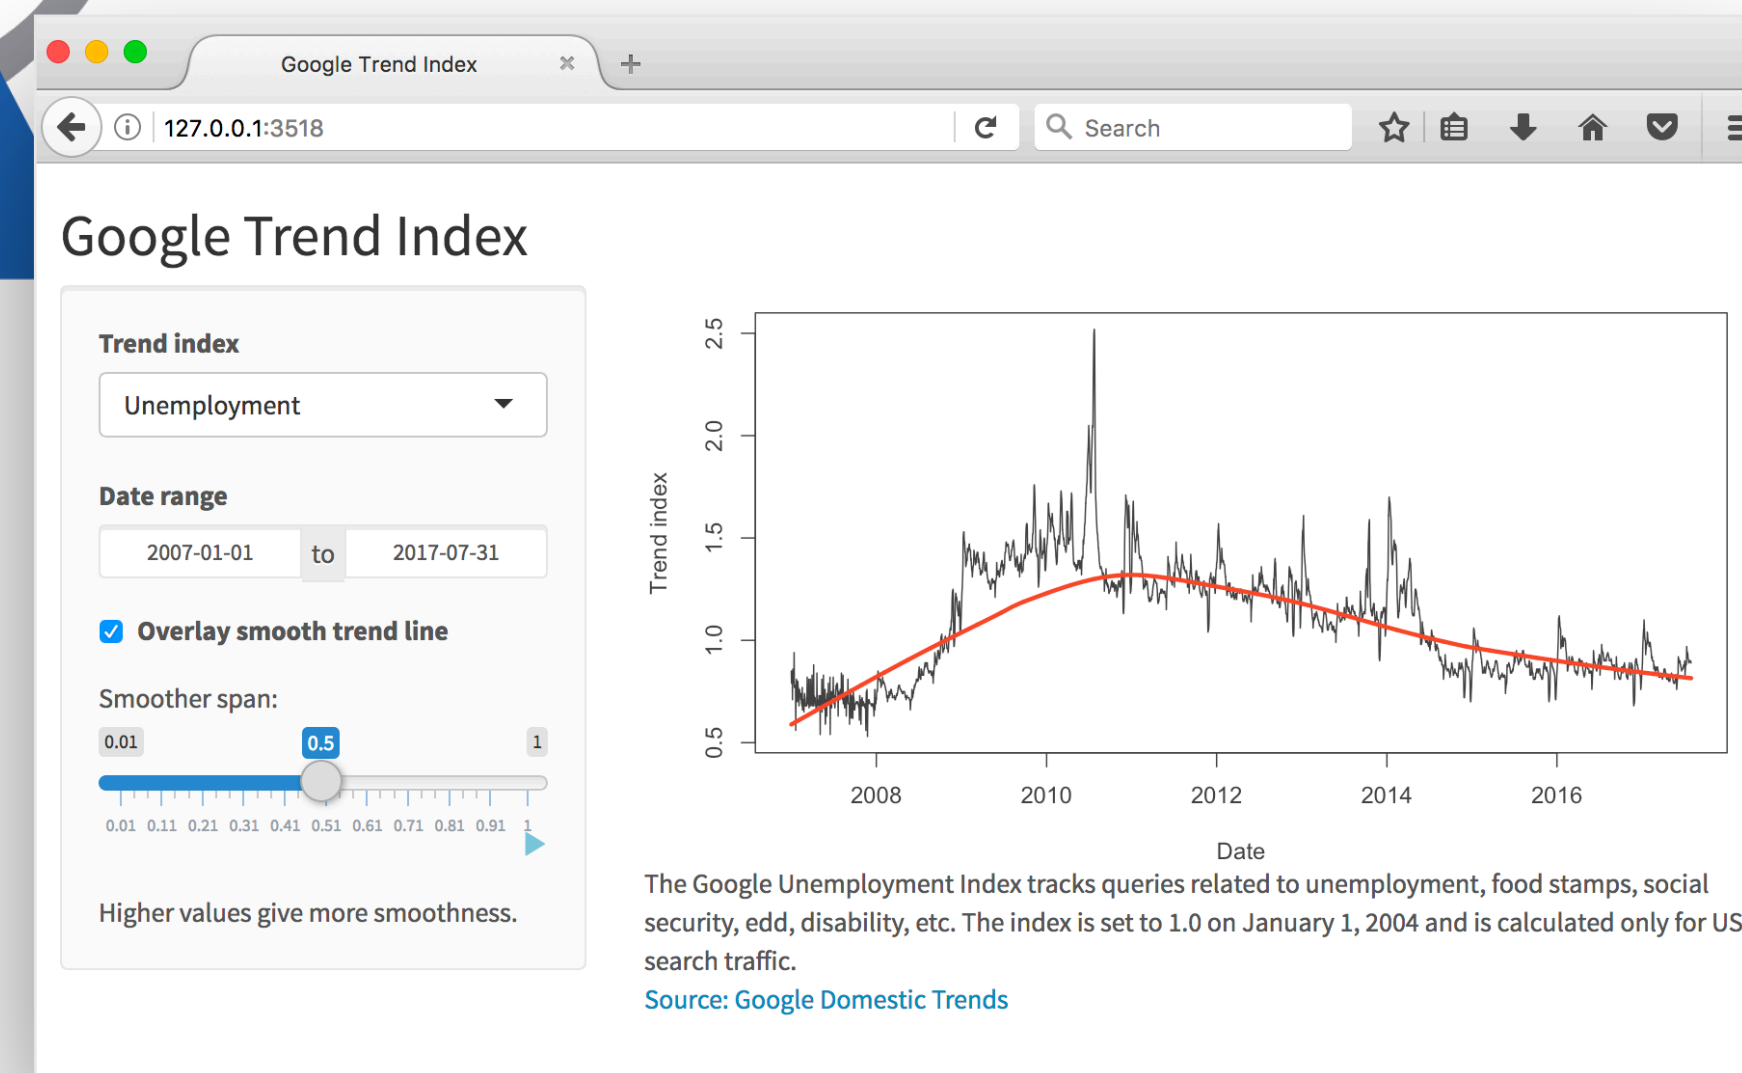 Google Trend Index
127.0.0.1:3518
Search
Google Trend Index
Trend index
Unemployment
Date range
2007-01-01 to 2017-07-31
Overlay smooth trend line
Smoother span:
0.01 0.5 1
0.01 0.11 0.21 0.31 0.41 0.51 0.61 0.71 0.81 0.91 1
Higher values give more smoothness.
Trend index
2.5
2.0
1.5
1.0
0.5
2008 2010 2012 2014 2016
Date
The Google Unemployment Index tracks queries related to unemployment, food stamps, social
security, edd, disability, etc. The index is set to 1.0 on January 1, 2004 and is calculated only for US
search traffic.
Source: Google Domestic Trends